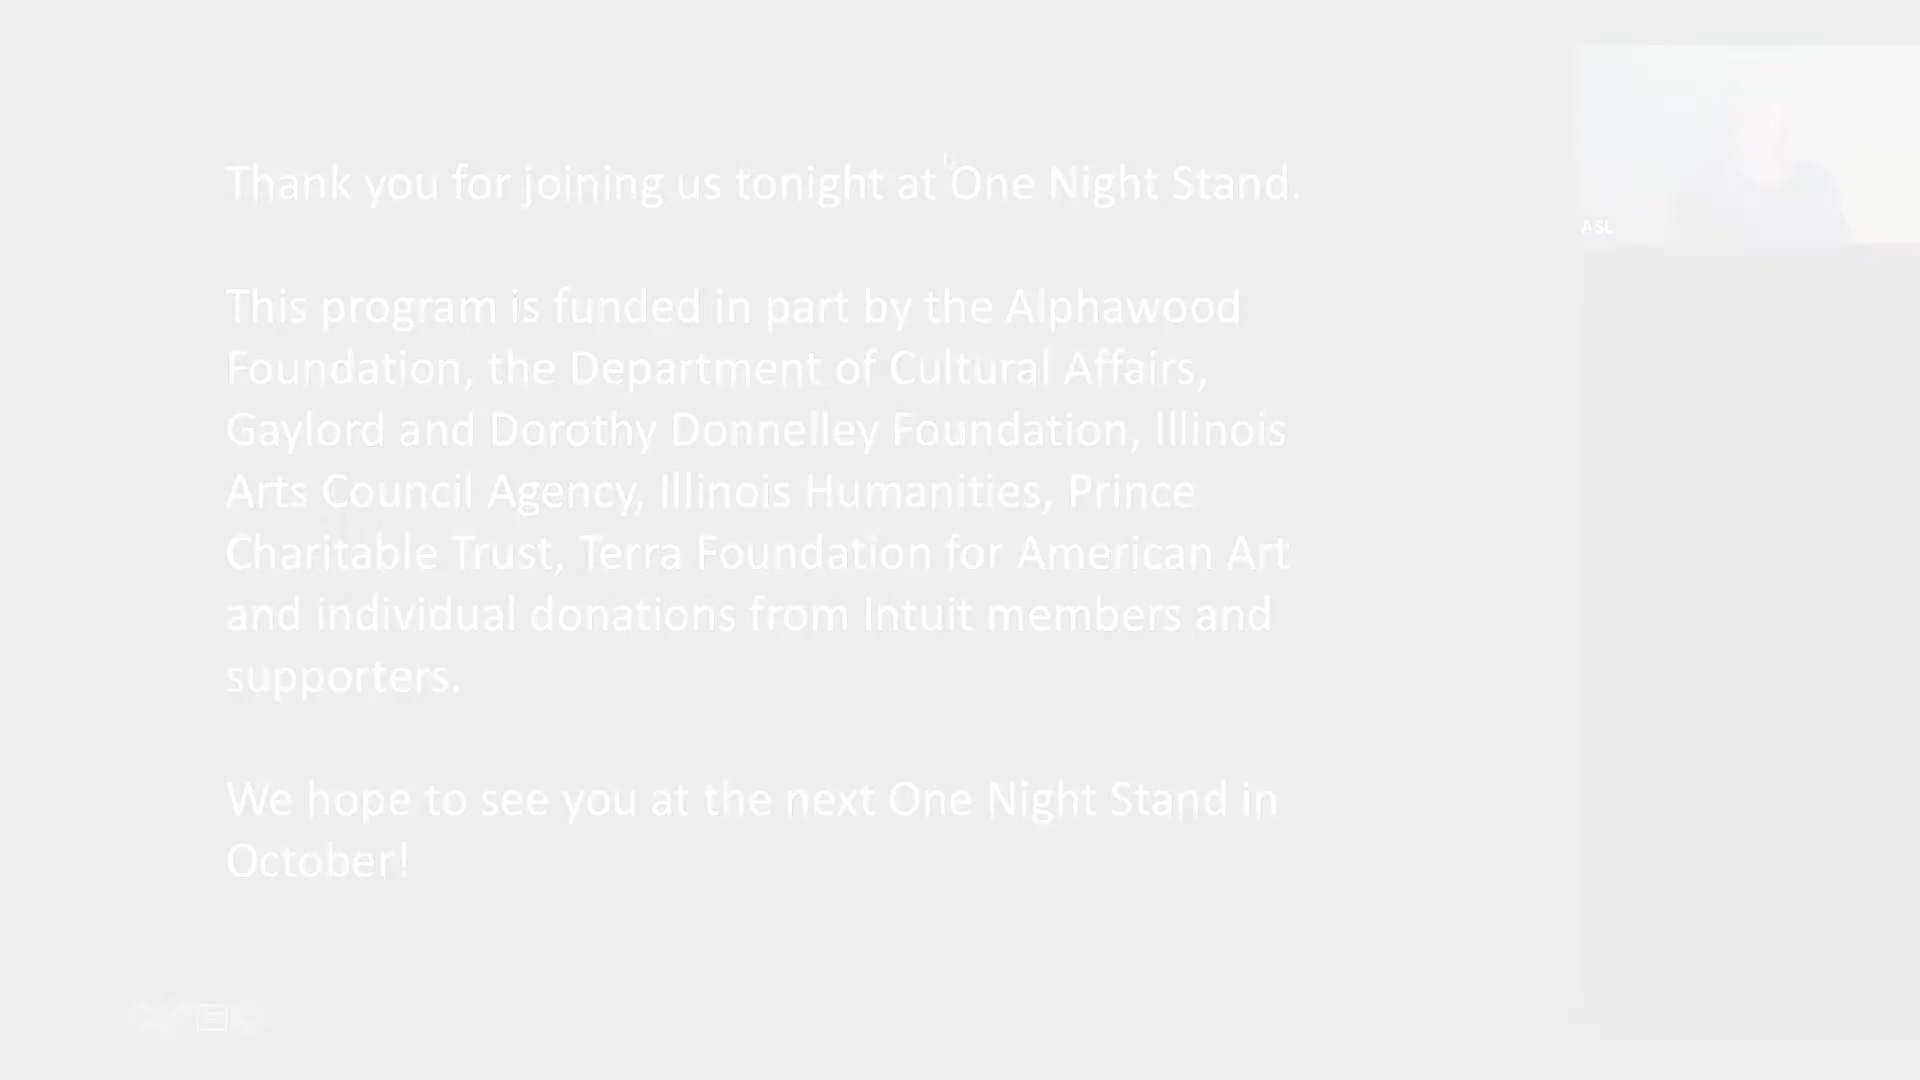 Thank you for joining us tonight at One Night Stand.
This program is funded in part by the Alphawood
Foundation, the Department of Cultural Affairs,
Gaylord and Dorothy Donnelley Foundation, Illinois
Arts Council Agency, Illinois Humanities, Prince
Charitable Trust, Terra Foundation for American Art
and individual donations from Intuit members and
supporters.
We hope to see you at the next One Night Stand in
October!
ASL